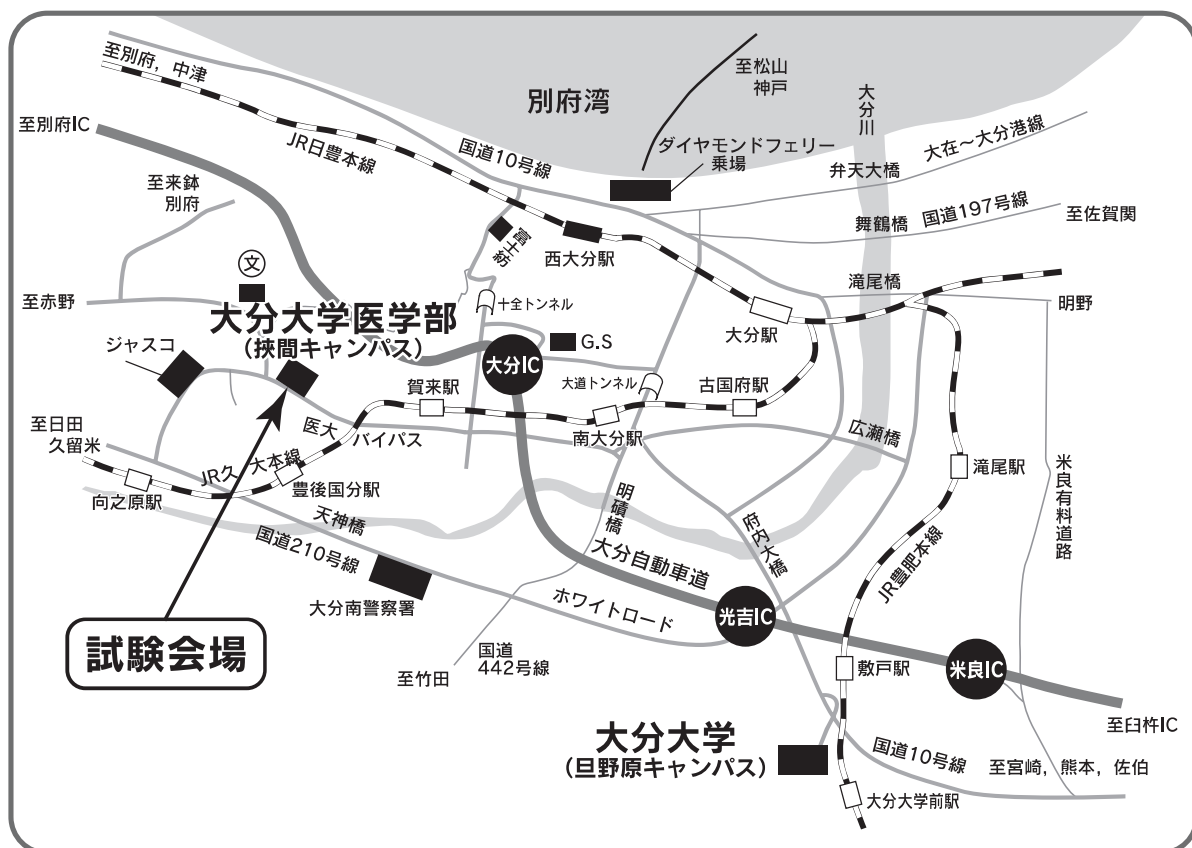 至別府，中津
至松山
神戸
別府湾
大分川
至別府IC
JR日豊本線
国道10号線
ダイヤモンドフェリー
乗場
大在～大分港線
弁天大橋
至来鉢
別府
舞鶴橋
国道197号線
至佐賀関
富士紡
西大分駅
文
至赤野
十全トンネル
滝尾橋
明野
大分大学医学部
（挾間キャンパス）
大分駅
G.S
ジャスコ
大分IC
大道トンネル
賀来駅
古国府駅
至日田
久留米
医大 バイパス
南大分駅
広瀬橋
JR久大本線
豊後国分駅
向之原駅
滝尾駅
米良有料道路
天神橋
明磧橋
府内大橋
国道210号線
大分自動車道
JR豊肥本線
大分南警察署
ホワイトロード
光吉IC
試験会場
国道
442号線
至竹田
敷戸駅
米良IC
至臼杵IC
大分大学
（旦野原キャンパス）
国道10号線
至宮崎，熊本，佐伯
大分大学前駅